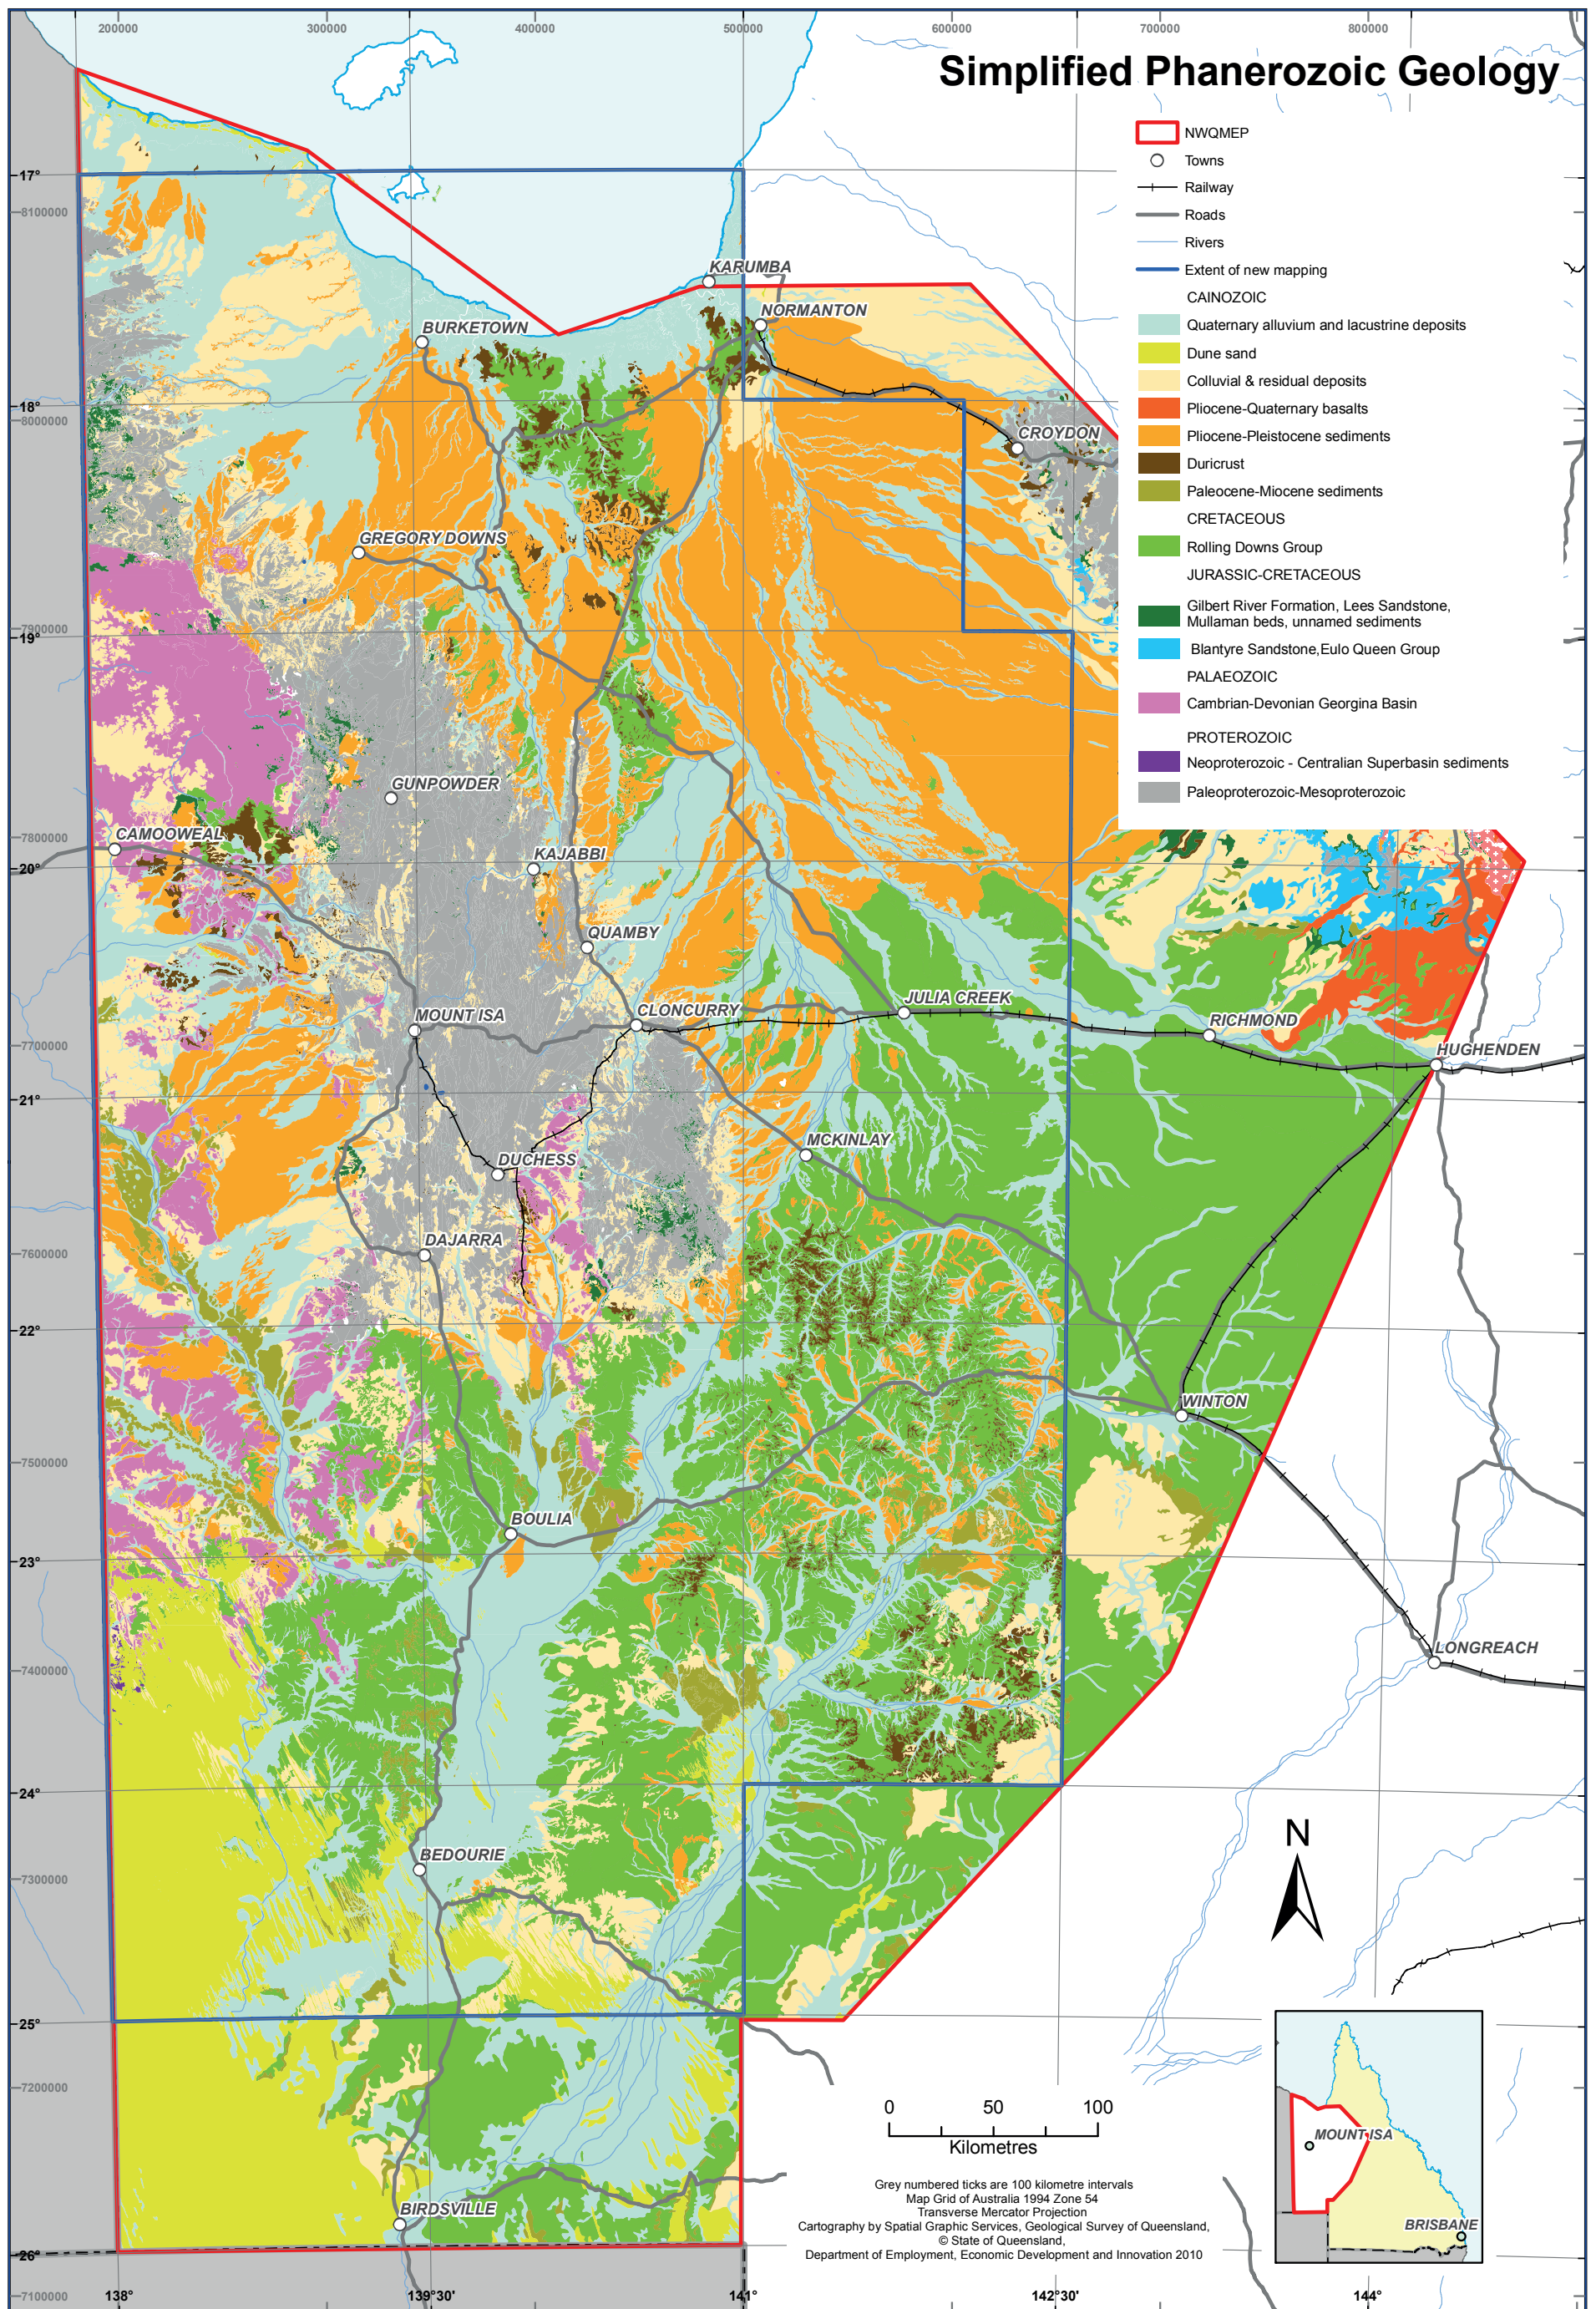 200000
300000
400000
500000
600000
700000
800000
Simplified Phanerozoic Geology
NWQMEP
Towns
Railway
Roads
Rivers
Extent of new mapping
CAINOZOIC
Quaternary alluvium and lacustrine deposits
Dune sand
Colluvial & residual deposits
Pliocene-Quaternary basalts
Pliocene-Pleistocene sediments
Duricrust
Paleocene-Miocene sediments
CRETACEOUS
Rolling Downs Group
JURASSIC-CRETACEOUS
Gilbert River Formation, Lees Sandstone,
Mullaman beds, unnamed sediments
Blantyre Sandstone,Eulo Queen Group
PALAEOZOIC
Cambrian-Devonian Georgina Basin
PROTEROZOIC
Neoproterozoic - Centralian Superbasin sediments
Paleoproterozoic-Mesoproterozoic
17°
8100000
18°
8000000
7900000
19°
7800000
20°
7700000
21°
7600000
22°
7500000
23°
7400000
24°
7300000
25°
7200000
26°
7100000
KARUMBA
NORMANTON
BURKETOWN
CROYDON
GREGORY DOWNS
GUNPOWDER
CAMOOWEAL
KAJABBI
QUAMBY
CLONCURRY
JULIA CREEK
MOUNT ISA
RICHMOND
HUGHENDEN
MCKINLAY
DUCHESS
DAJARRA
WINTON
BOULIA
LONGREACH
BEDOURIE
BIRDSVILLE
N
0 50 100
Kilometres
Grey numbered ticks are 100 kilometre intervals
Map Grid of Australia 1994 Zone 54
Transverse Mercator Projection
Cartography by Spatial Graphic Services, Geological Survey of Queensland,
© State of Queensland,
Department of Employment, Economic Development and Innovation 2010
MOUNT ISA
BRISBANE
138°
139°30'
141°
142°30'
144°